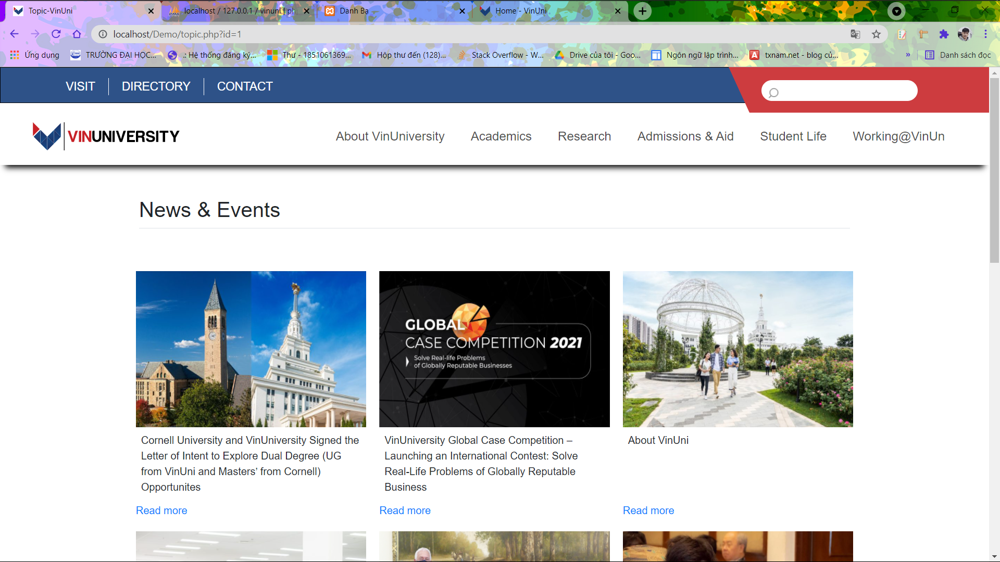 Topic-VinUni
localhost / 127.0.0.1 / vinuni | ph
Danh Bạ
Home - VinUni
localhost/Demo/topic.php?id=1
Ứng dụng
TRƯỜNG ĐẠI HỌC...
.: Hệ thống đăng ký...
Thư - 1851061369...
Hộp thư đến (128)...
Stack Overflow - W...
Drive của tôi - Goo...
Ngôn ngữ lập trình...
txnam.net - blog củ...
»
Danh sách đọc
VISIT
DIRECTORY
CONTACT
VINUNIVERSITY
About VinUniversity
Academics
Research
Admissions & Aid
Student Life
Working@VinUn
News & Events
GLOBAL
CASE COMPETITION 2021
Solve Real-life Problems
of Globally Reputable Businesses
Cornell University and VinUniversity Signed the
Letter of Intent to Explore Dual Degree (UG
from VinUni and Masters’ from Cornell)
Opportunites
Read more
VinUniversity Global Case Competition –
Launching an International Contest: Solve
Real-Life Problems of Globally Reputable
Business
Read more
About VinUni
Read more